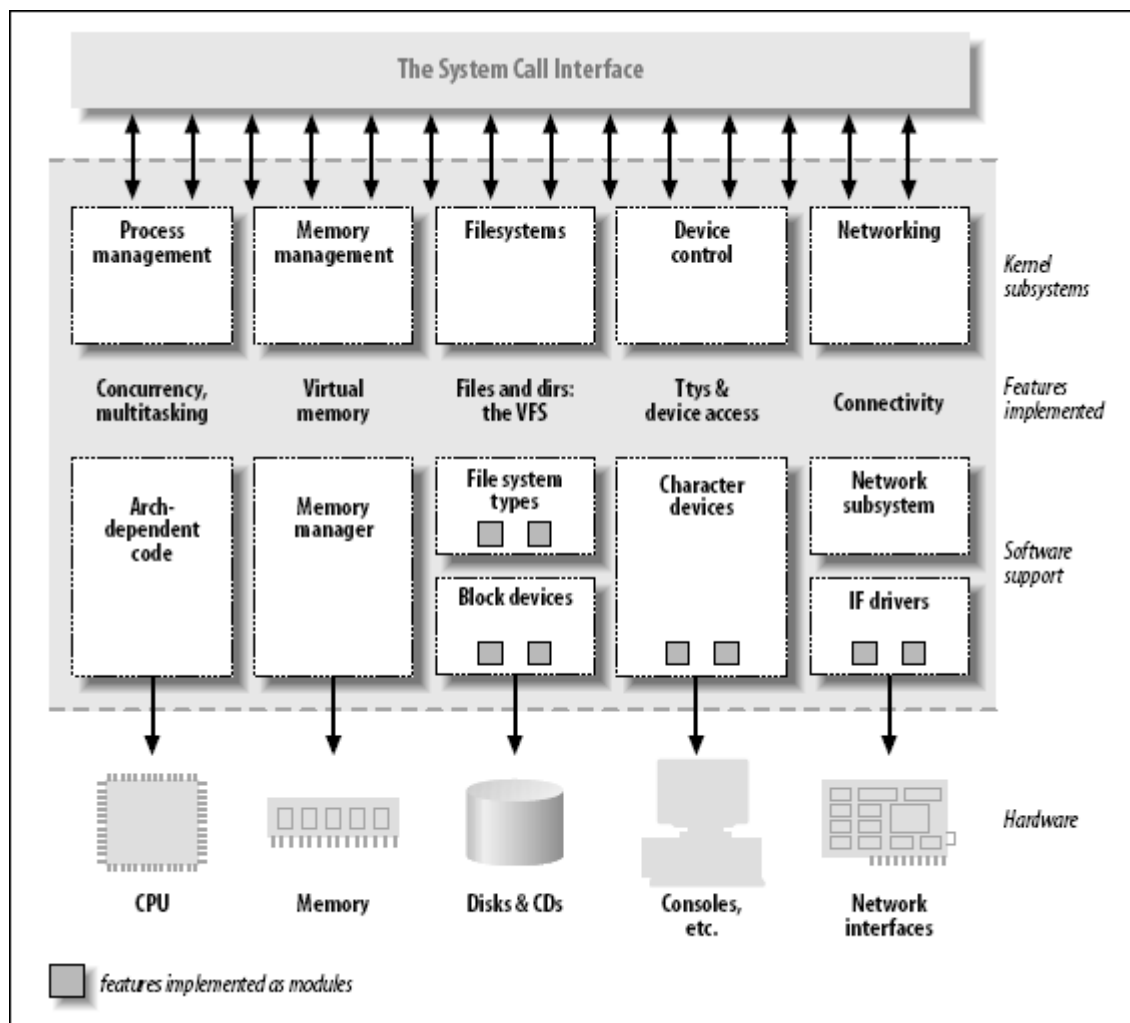 The System Call Interface
Process
management
Memory
management
Filesystems
Device
control
Networking
Kernel
subsystems
Concurrency,
multitasking
Virtual
memory
Files and dirs:
the VFS
Ttys &
device access
Connectivity
Features
implemented
Arch-
dependent
code
Memory
manager
File system
types
Block devices
Character
devices
Network
subsystem
IF drivers
Software
support
Hardware
CPU
Memory
Disks & CDs
Consoles,
etc.
Network
interfaces
features implemented as modules